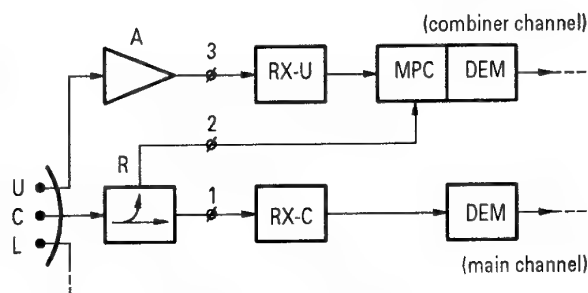 (combiner channel)
A
3
RX-U
MPC
DEM
2
U
R
1
C
RX-C
DEM
L
(main channel)